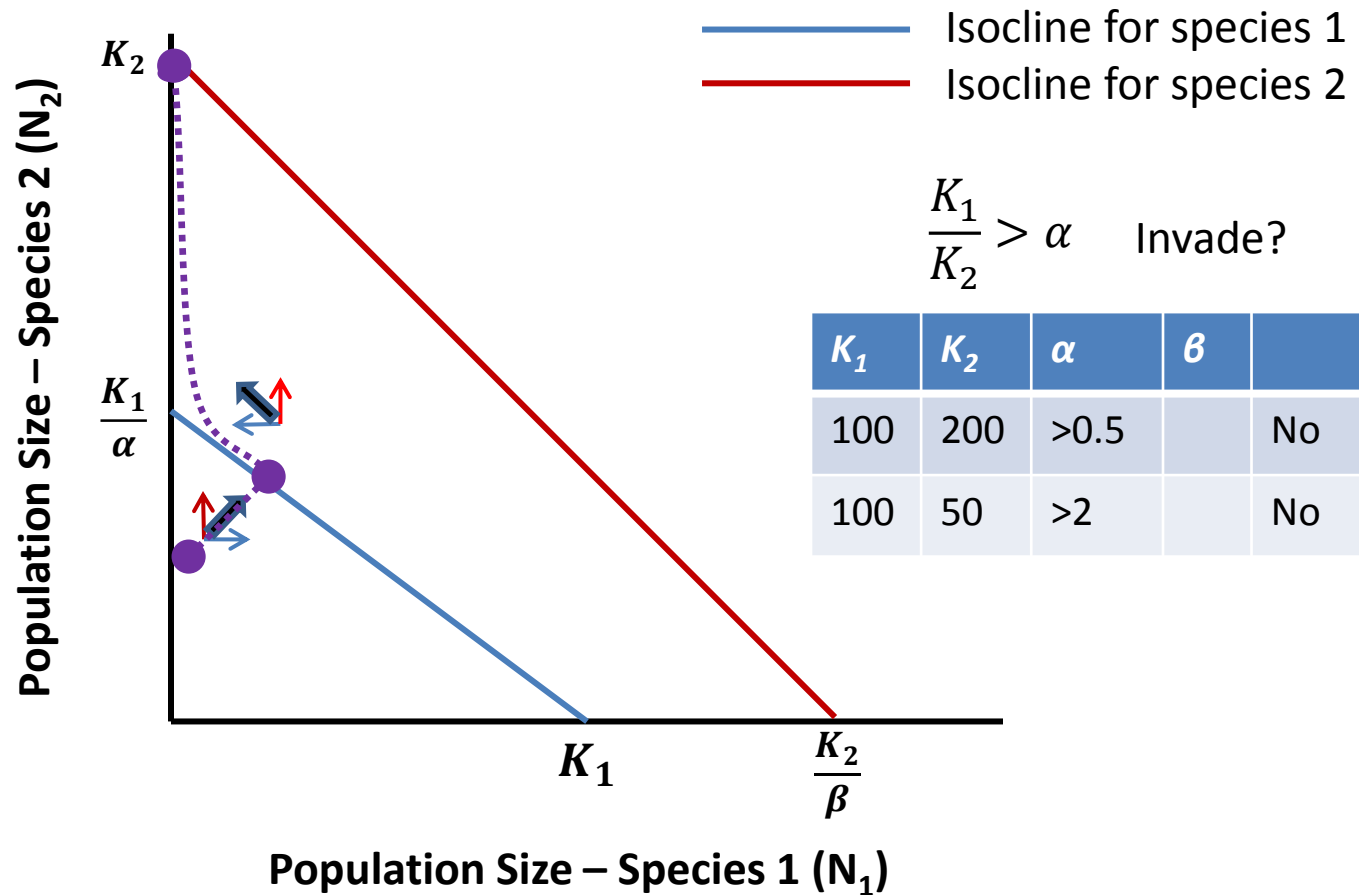 Isocline for species 1
Isocline for species 2
K₂
Population Size – Species 2 (N₂)
K₁/α
K₁/K₂ > α Invade?
K₁ K₂ α β
100 200 >0.5 No
100 50 >2 No
K₁
K₂/β
Population Size – Species 1 (N₁)